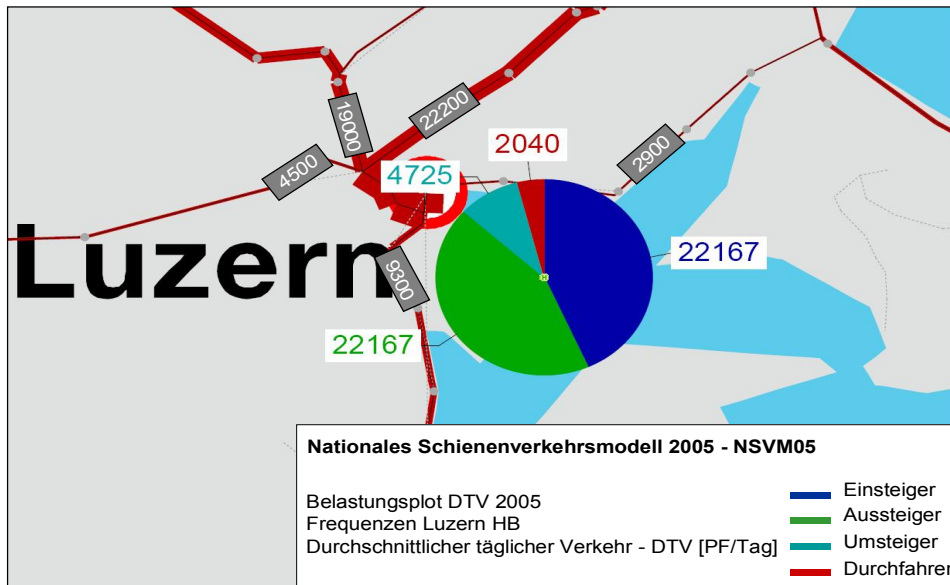 19000
22200
2040
4500
4725
2900
Luzern
22167
9300
22167
Nationales Schienenverkehrsmodell 2005 - NSVM05
Belastungsplot DTV 2005
Frequenzen Luzern HB
Durchschnittlicher täglicher Verkehr - DTV [PF/Tag]
Einsteiger
Aussteiger
Umsteiger
Durchfahrer